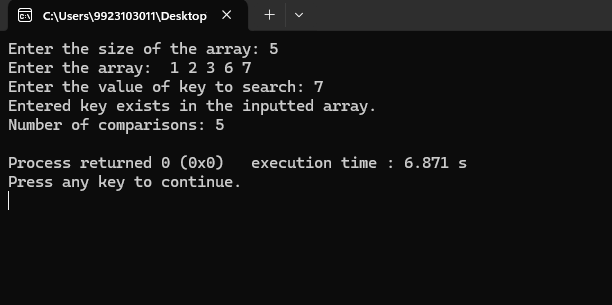 C:\Users\9923103011\Desktop
Enter the size of the array: 5
Enter the array:  1 2 3 6 7
Enter the value of key to search: 7
Entered key exists in the inputted array.
Number of comparisons: 5
Process returned 0 (0x0)   execution time : 6.871 s
Press any key to continue.